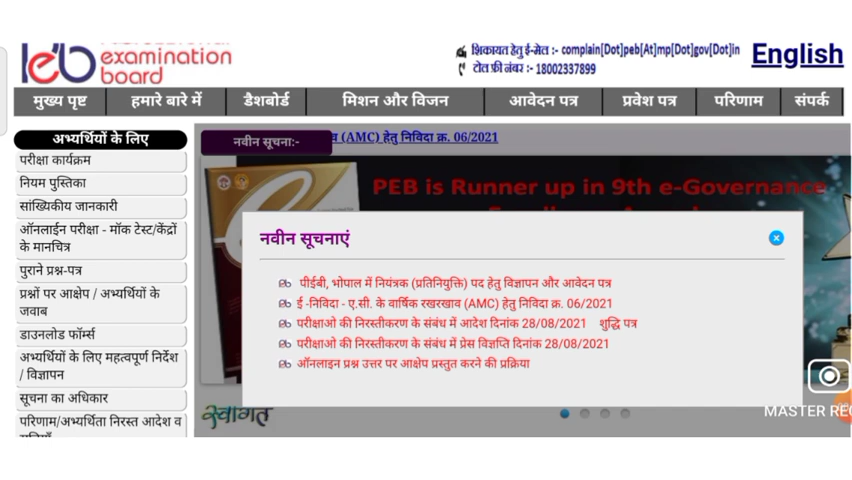 examination
board
शिकायत हेतु ई-मेल :- complain[Dot]peb[At]mp[Dot]gov[Dot]in
टोल फ्री नंबर :- 18002337899
English
मुख्य पृष्ट हमारे बारे में डैशबोर्ड मिशन और विजन आवेदन पत्र प्रवेश पत्र परिणाम संपर्क
अभ्यर्थियों के लिए
परीक्षा कार्यक्रम
नियम पुस्तिका
सांख्यिकीय जानकारी
ऑनलाईन परीक्षा - मॉक टेस्ट/केंद्रों
के मानचित्र
पुराने प्रश्न-पत्र
प्रश्नों पर आक्षेप / अभ्यर्थियों के
जवाब
डाउनलोड फॉर्म्स
अभ्यर्थियों के लिए महत्वपूर्ण निर्देश
/ विज्ञापन
सूचना का अधिकार
परिणाम/अभ्यर्थिता निरस्त आदेश व
नवीन सूचना:- व (AMC) हेतु निविदा क्र. 06/2021
PEB is Runner up in 9th e-Governance
नवीन सूचनाएं
पीईबी, भोपाल में नियंत्रक (प्रतिनियुक्ति) पद हेतु विज्ञापन और आवेदन पत्र
ई -निविदा - ए.सी. के वार्षिक रखरखाव (AMC) हेतु निविदा क्र. 06/2021
परीक्षाओ की निरस्तीकरण के संबंध में आदेश दिनांक 28/08/2021 शुद्धि पत्र
परीक्षाओ की निरस्तीकरण के संबंध में प्रेस विज्ञप्ति दिनांक 28/08/2021
ऑनलाइन प्रश्न उत्तर पर आक्षेप प्रस्तुत करने की प्रक्रिया
स्वागत
MASTER REC